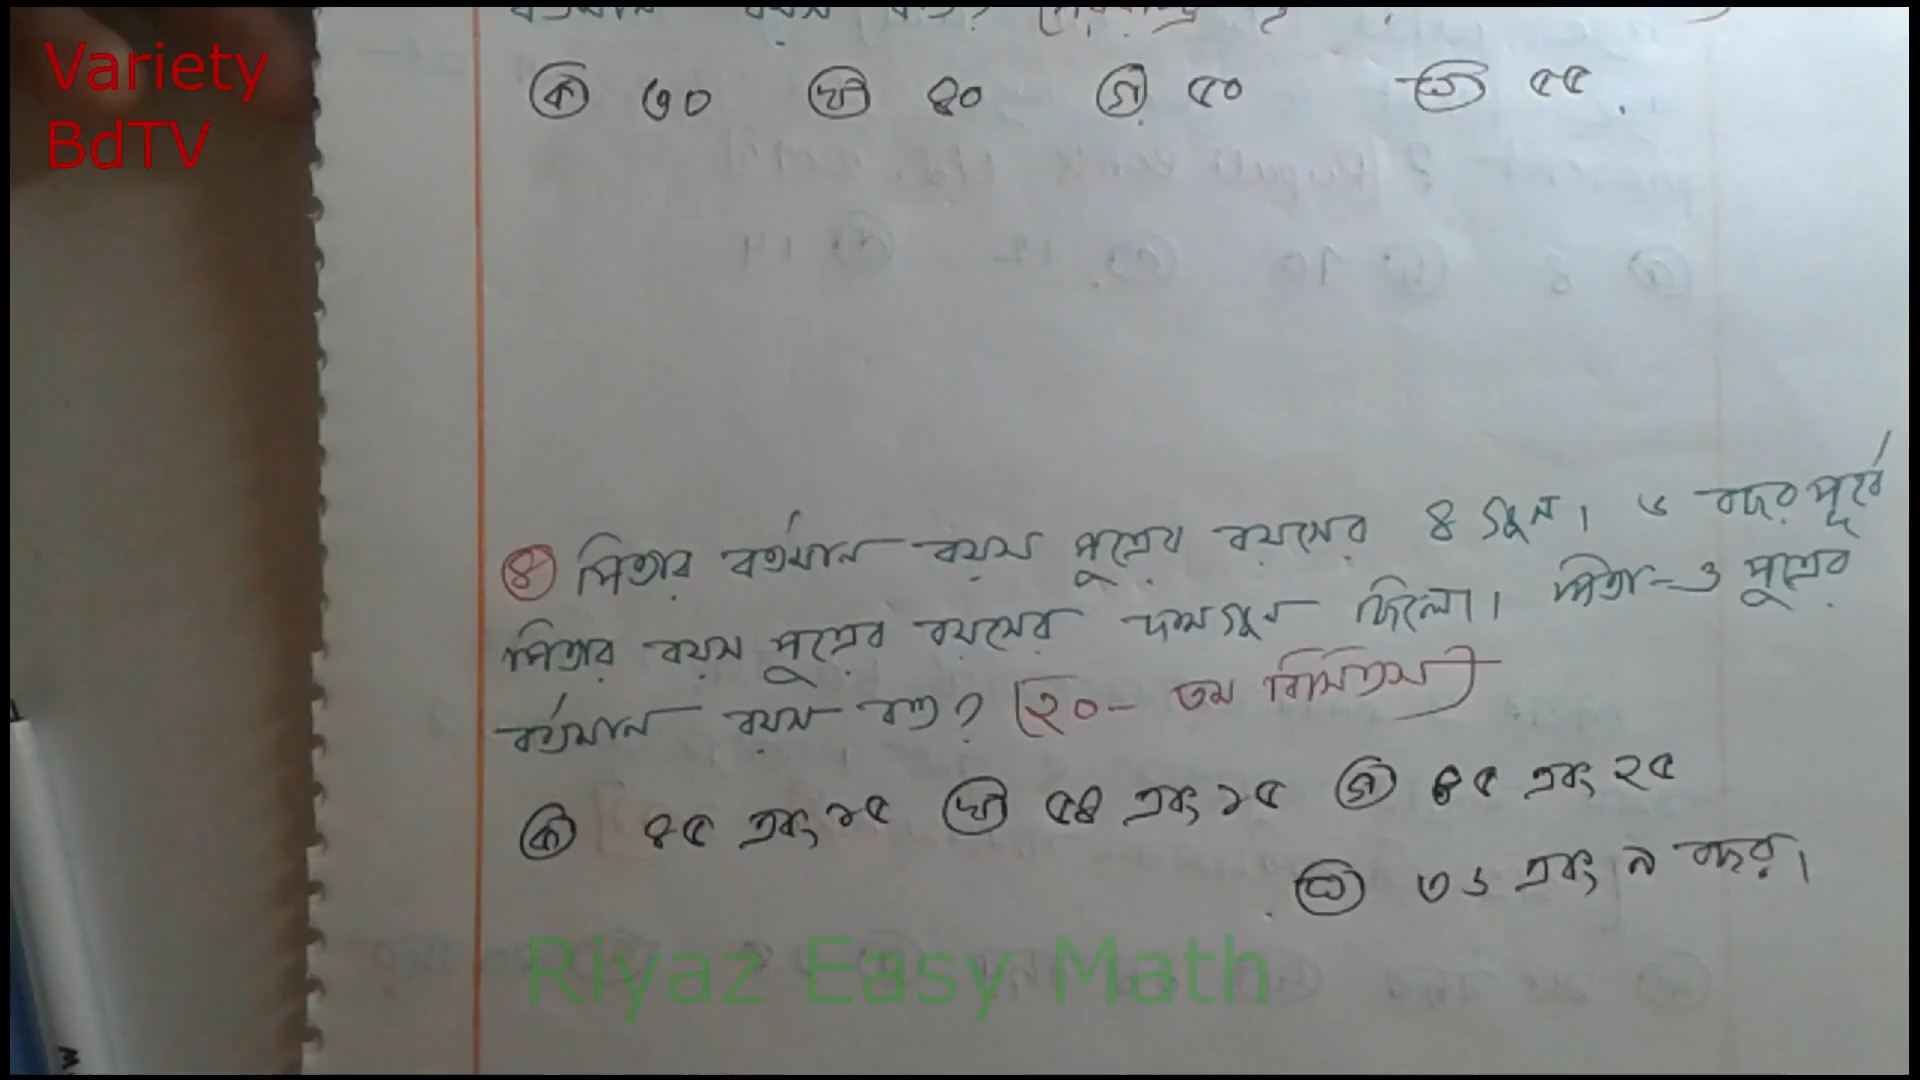 Variety
BdTV
ক ৩০ খ ৪০ গ ৫০ ঘ ৫৫
৪ পিতার বর্তমান বয়স পুত্রের বয়সের ৪ গুন। ৬ বছর পূর্বে
পিতার বয়স পুত্রের বয়সের দশগুন ছিলো। পিতা ও পুত্রের
বর্তমান বয়স কত? [২০- তম বিসিএস]
ক ৪৫ এবং ১৫ খ ৫৪ এবং ১৫ গ ৪৫ এবং ২৫
ঘ ৩৬ এবং ৯ বছর।
Riyaz Easy Math